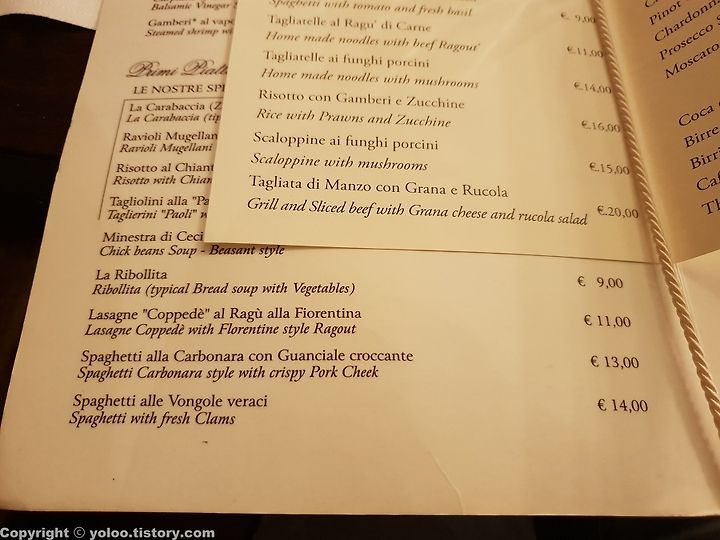 Balsamic Vinegar
Gamberi* al vapo
Steamed shrimp wi
Primi Piatti
LE NOSTRE SPE
La Carabaccia (Z
La Carabaccia (tip
Ravioli Mugellan
Ravioli Mugellani
Risotto al Chiant
Risotto with Chian
Tagliolini alla "Pa
Taglierini "Paoli" w
Minestra di Ceci
Chick beans Soup - Beasant style
La Ribollita € 9,00
Ribollita (typical Bread soup with Vegetables)
Lasagne "Coppedè" al Ragù alla Fiorentina € 11,00
Lasagne Coppedè with Florentine style Ragout
Spaghetti alla Carbonara con Guanciale croccante € 13,00
Spaghetti Carbonara style with crispy Pork Cheek
Spaghetti alle Vongole veraci € 14,00
Spaghetti with fresh Clams
Spaghetti with tomato and fresh basil
€. 9,00
Tagliatelle al Ragu' di Carne
Home made noodles with beef Ragout'
€.11,00
Tagliatelle ai funghi porcini
Home made noodles with mushrooms
€.14,00
Risotto con Gamberi e Zucchine
Rice with Prawns and Zucchine
€.16,00
Scaloppine ai funghi porcini
Scaloppine with mushrooms
€.15,00
Tagliata di Manzo con Grana e Rucola
Grill and Sliced beef with Grana cheese and rucola salad
€.20,00
Pinot
Chardonn
Prosecco
Moscato
Coca
Birre
Birr
Caf
Th
Copyright © yoloo.tistory.com